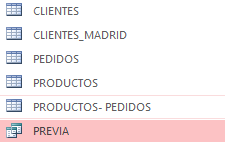 CLIENTES
CLIENTES_MADRID
PEDIDOS
PRODUCTOS
PRODUCTOS- PEDIDOS
PREVIA